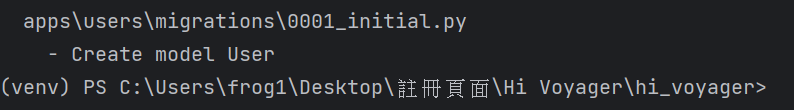 apps\users\migrations\0001_initial.py
- Create model User
(venv) PS C:\Users\frog1\Desktop\註冊頁面\Hi Voyager\hi_voyager>